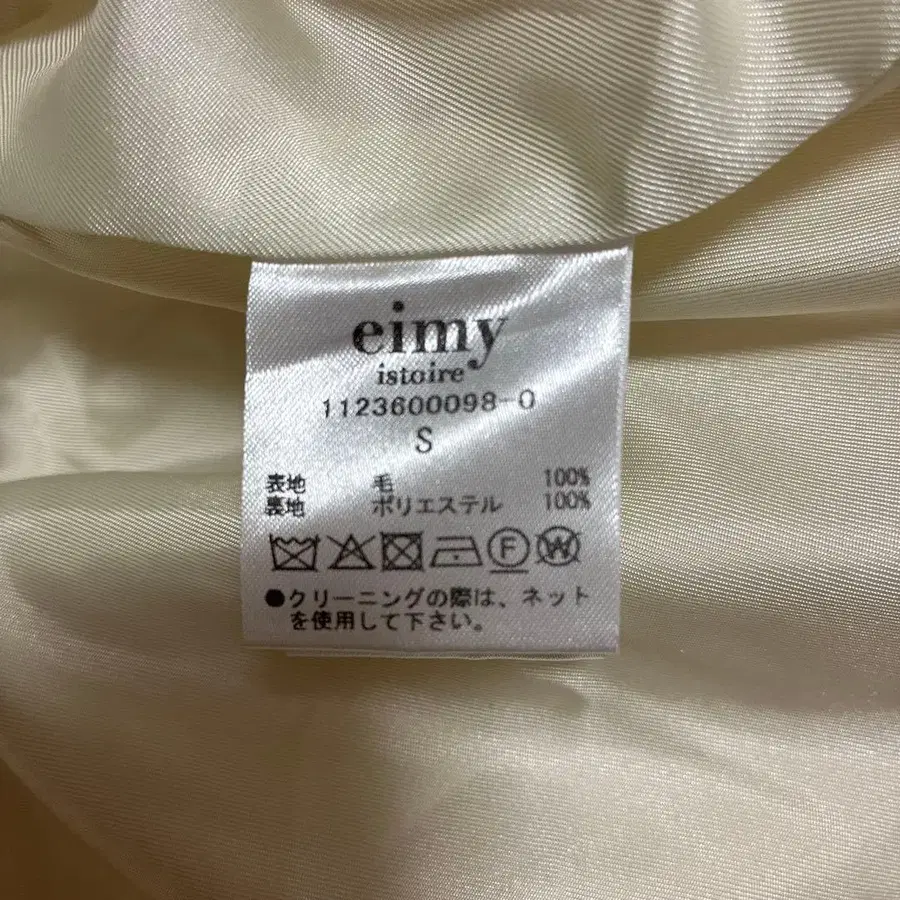 eimy
istoire
1123600098-0
S
表地 毛 100%
裏地 ポリエステル 100%
F W
●クリーニングの際は、ネット
を使用して下さい。